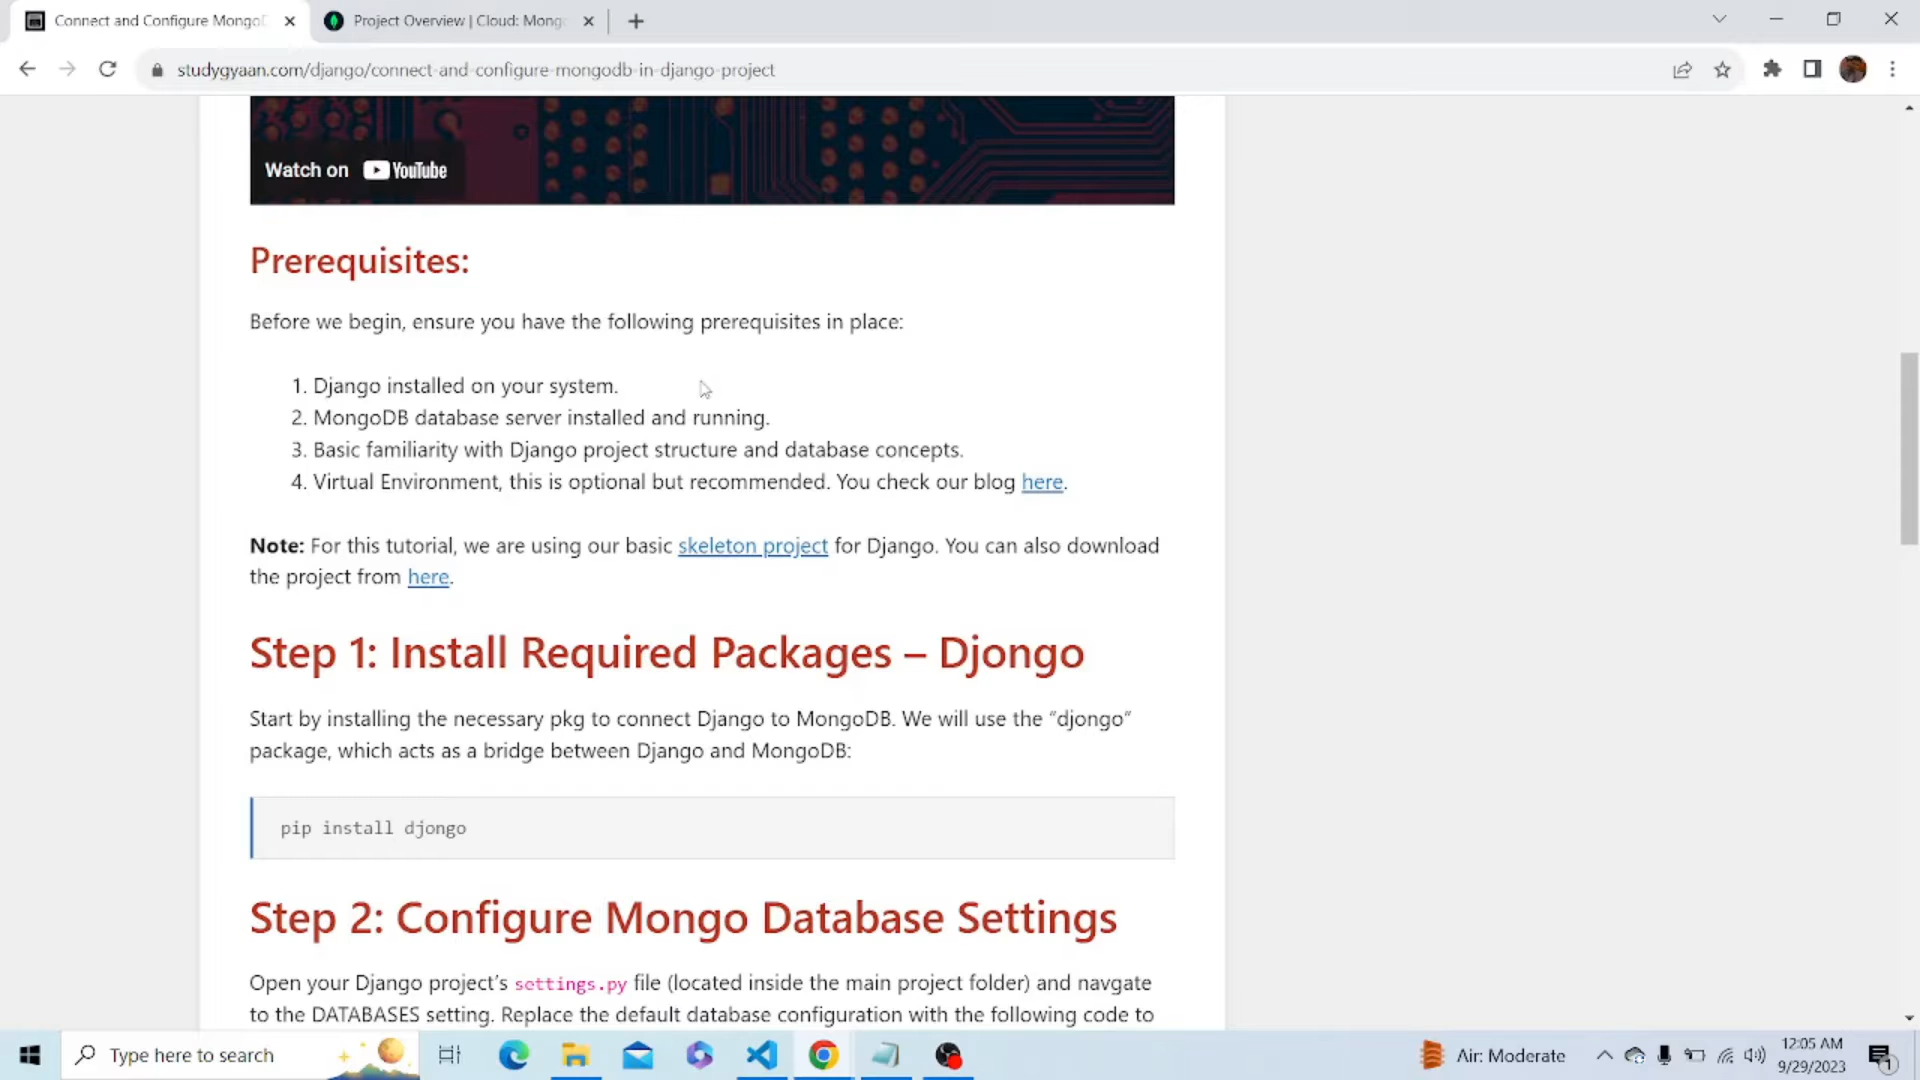 Connect and Configure MongoD
Project Overview | Cloud: Mong
studygyaan.com/django/connect-and-configure-mongodb-in-django-project
Watch on YouTube
Prerequisites:
Before we begin, ensure you have the following prerequisites in place:
1. Django installed on your system.
2. MongoDB database server installed and running.
3. Basic familiarity with Django project structure and database concepts.
4. Virtual Environment, this is optional but recommended. You check our blog here.
Note: For this tutorial, we are using our basic skeleton project for Django. You can also download
the project from here.
Step 1: Install Required Packages – Djongo
Start by installing the necessary pkg to connect Django to MongoDB. We will use the “djongo”
package, which acts as a bridge between Django and MongoDB:
pip install djongo
Step 2: Configure Mongo Database Settings
Open your Django project’s settings.py file (located inside the main project folder) and navgate
to the DATABASES setting. Replace the default database configuration with the following code to
Type here to search
Air: Moderate
12:05 AM
9/29/2023
1